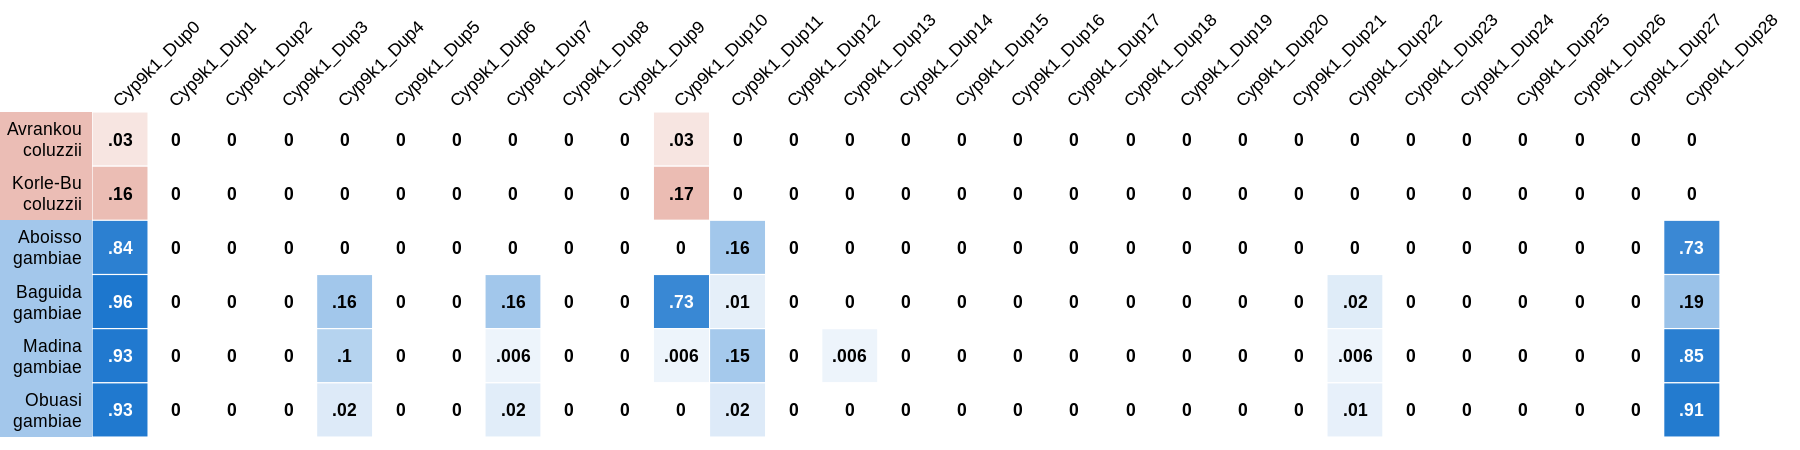 Cyp9k1_Dup0 Cyp9k1_Dup1 Cyp9k1_Dup2 Cyp9k1_Dup3 Cyp9k1_Dup4 Cyp9k1_Dup5 Cyp9k1_Dup6 Cyp9k1_Dup7 Cyp9k1_Dup8 Cyp9k1_Dup9 Cyp9k1_Dup10 Cyp9k1_Dup11 Cyp9k1_Dup12 Cyp9k1_Dup13 Cyp9k1_Dup14 Cyp9k1_Dup15 Cyp9k1_Dup16 Cyp9k1_Dup17 Cyp9k1_Dup18 Cyp9k1_Dup19 Cyp9k1_Dup20 Cyp9k1_Dup21 Cyp9k1_Dup22 Cyp9k1_Dup23 Cyp9k1_Dup24 Cyp9k1_Dup25 Cyp9k1_Dup26 Cyp9k1_Dup27 Cyp9k1_Dup28
Avrankou
coluzzii
.03 0 0 0 0 0 0 0 0 0 .03 0 0 0 0 0 0 0 0 0 0 0 0 0 0 0 0 0 0
Korle-Bu
coluzzii
.16 0 0 0 0 0 0 0 0 0 .17 0 0 0 0 0 0 0 0 0 0 0 0 0 0 0 0 0 0
Aboisso
gambiae
.84 0 0 0 0 0 0 0 0 0 0 .16 0 0 0 0 0 0 0 0 0 0 0 0 0 0 0 0 .73
Baguida
gambiae
.96 0 0 0 .16 0 0 .16 0 0 .73 .01 0 0 0 0 0 0 0 0 0 0 .02 0 0 0 0 0 .19
Madina
gambiae
.93 0 0 0 .1 0 0 .006 0 0 .006 .15 0 .006 0 0 0 0 0 0 0 0 .006 0 0 0 0 0 .85
Obuasi
gambiae
.93 0 0 0 .02 0 0 .02 0 0 0 .02 0 0 0 0 0 0 0 0 0 0 .01 0 0 0 0 0 .91